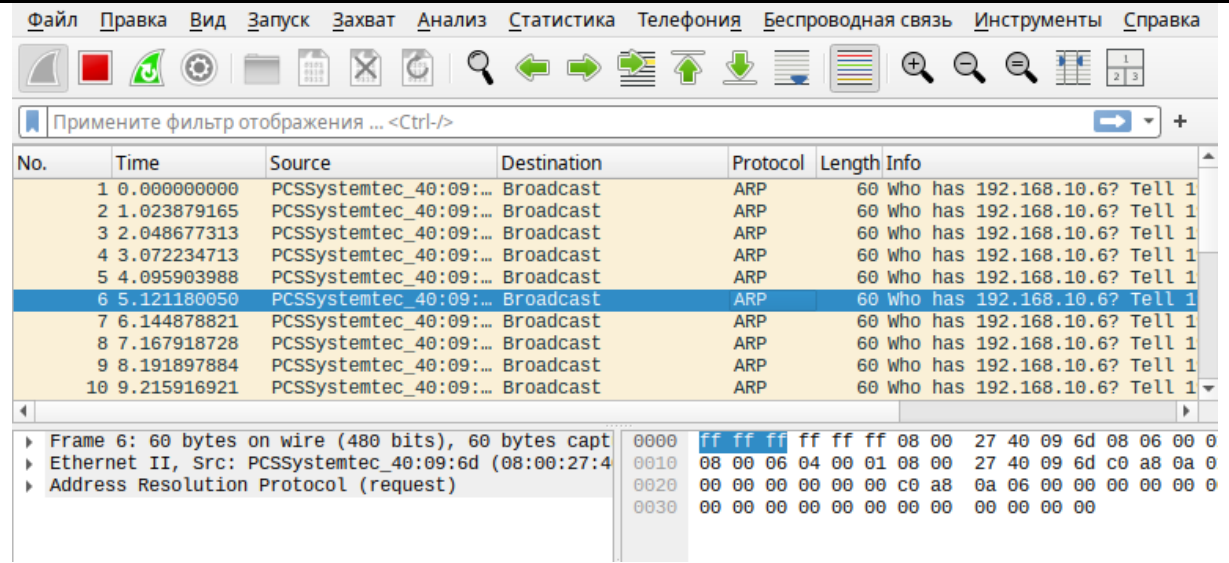 Файл Правка Вид Запуск Захват Анализ Статистика Телефония Беспроводная связь Инструменты Справка
Примените фильтр отображения ... <Ctrl-/>
No. Time Source Destination Protocol Length Info
1 0.000000000 PCSSystemtec_40:09:… Broadcast ARP 60 Who has 192.168.10.6? Tell 1
2 1.023879165 PCSSystemtec_40:09:… Broadcast ARP 60 Who has 192.168.10.6? Tell 1
3 2.048677313 PCSSystemtec_40:09:… Broadcast ARP 60 Who has 192.168.10.6? Tell 1
4 3.072234713 PCSSystemtec_40:09:… Broadcast ARP 60 Who has 192.168.10.6? Tell 1
5 4.095903988 PCSSystemtec_40:09:… Broadcast ARP 60 Who has 192.168.10.6? Tell 1
6 5.121180050 PCSSystemtec_40:09:… Broadcast ARP 60 Who has 192.168.10.6? Tell 1
7 6.144878821 PCSSystemtec_40:09:… Broadcast ARP 60 Who has 192.168.10.6? Tell 1
8 7.167918728 PCSSystemtec_40:09:… Broadcast ARP 60 Who has 192.168.10.6? Tell 1
9 8.191897884 PCSSystemtec_40:09:… Broadcast ARP 60 Who has 192.168.10.6? Tell 1
10 9.215916921 PCSSystemtec_40:09:… Broadcast ARP 60 Who has 192.168.10.6? Tell 1
Frame 6: 60 bytes on wire (480 bits), 60 bytes capt
Ethernet II, Src: PCSSystemtec_40:09:6d (08:00:27:4
Address Resolution Protocol (request)
0000 ff ff ff ff ff ff 08 00 27 40 09 6d 08 06 00 0
0010 08 00 06 04 00 01 08 00 27 40 09 6d c0 a8 0a 0
0020 00 00 00 00 00 00 c0 a8 0a 06 00 00 00 00 00 0
0030 00 00 00 00 00 00 00 00 00 00 00 00